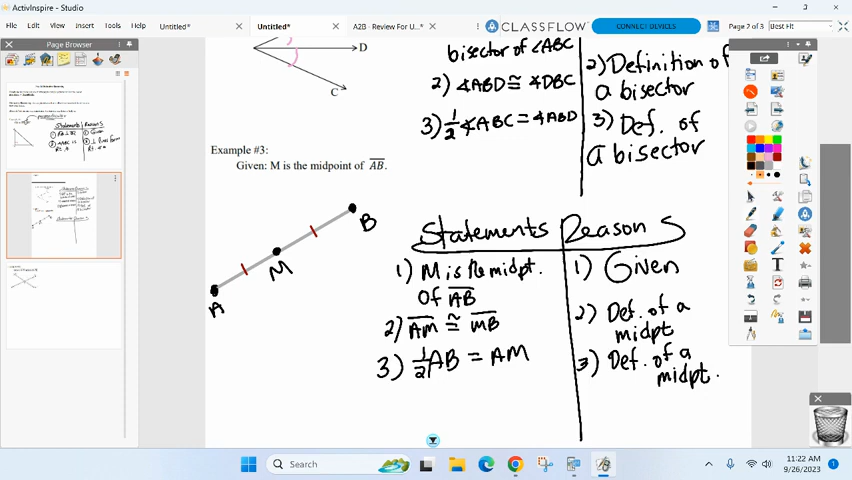 ActivInspire - Studio
File Edit View Insert Tools Help
Untitled*
Untitled*
A2B - Review For U...*
CLASSFLOW
CONNECT DEVICES
Page 2 of 3
Best Fit
Page Browser
D
C
bisector of ∠ABC
2) ∡ABD ≅ ∡DBC
3) 1/2 ∡ABC = ∡ABD
2) Definition of
a bisector
3) Def. of
a bisector
Example #3:
Given: M is the midpoint of AB.
B
M
A
Statements
Reasons
1) M is the midpt.
of AB
1) Given
2) AM ≅ MB
2) Def. of a
midpt
3) 1/2 AB = AM
3) Def. of a
midpt.
Search
11:22 AM
9/26/2023